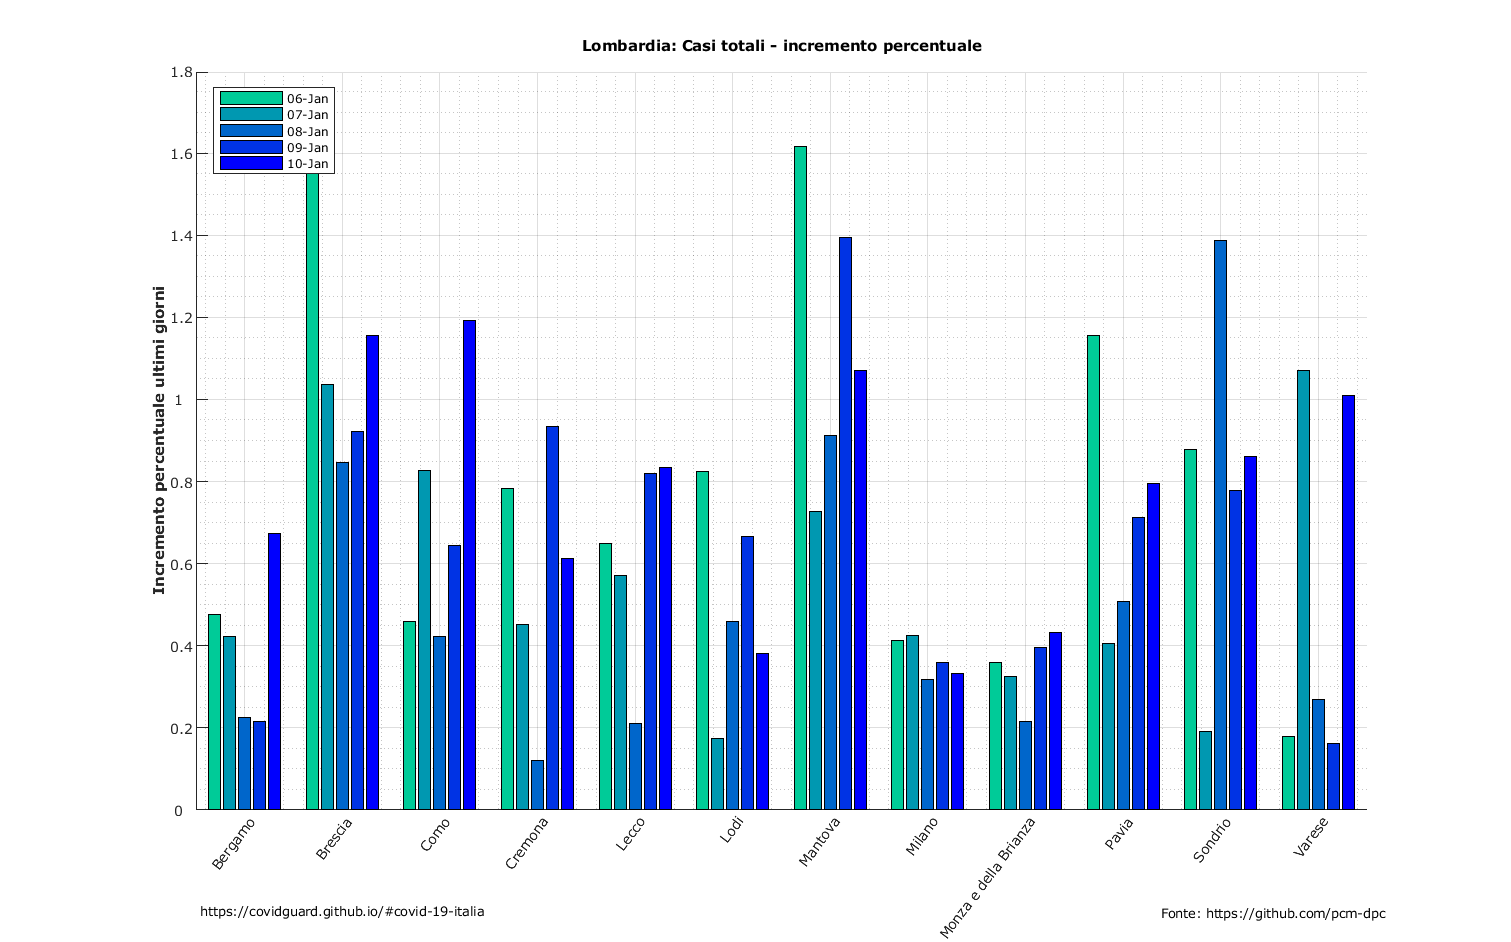 Lombardia: Casi totali - incremento percentuale
1.8
1.6
1.4
1.2
1
0.8
0.6
0.4
0.2
0
Incremento percentuale ultimi giorni
06-Jan
07-Jan
08-Jan
09-Jan
10-Jan
Bergamo
Brescia
Como
Cremona
Lecco
Lodi
Mantova
Milano
Monza e della Brianza
Pavia
Sondrio
Varese
https://covidguard.github.io/#covid-19-italia
Fonte: https://github.com/pcm-dpc